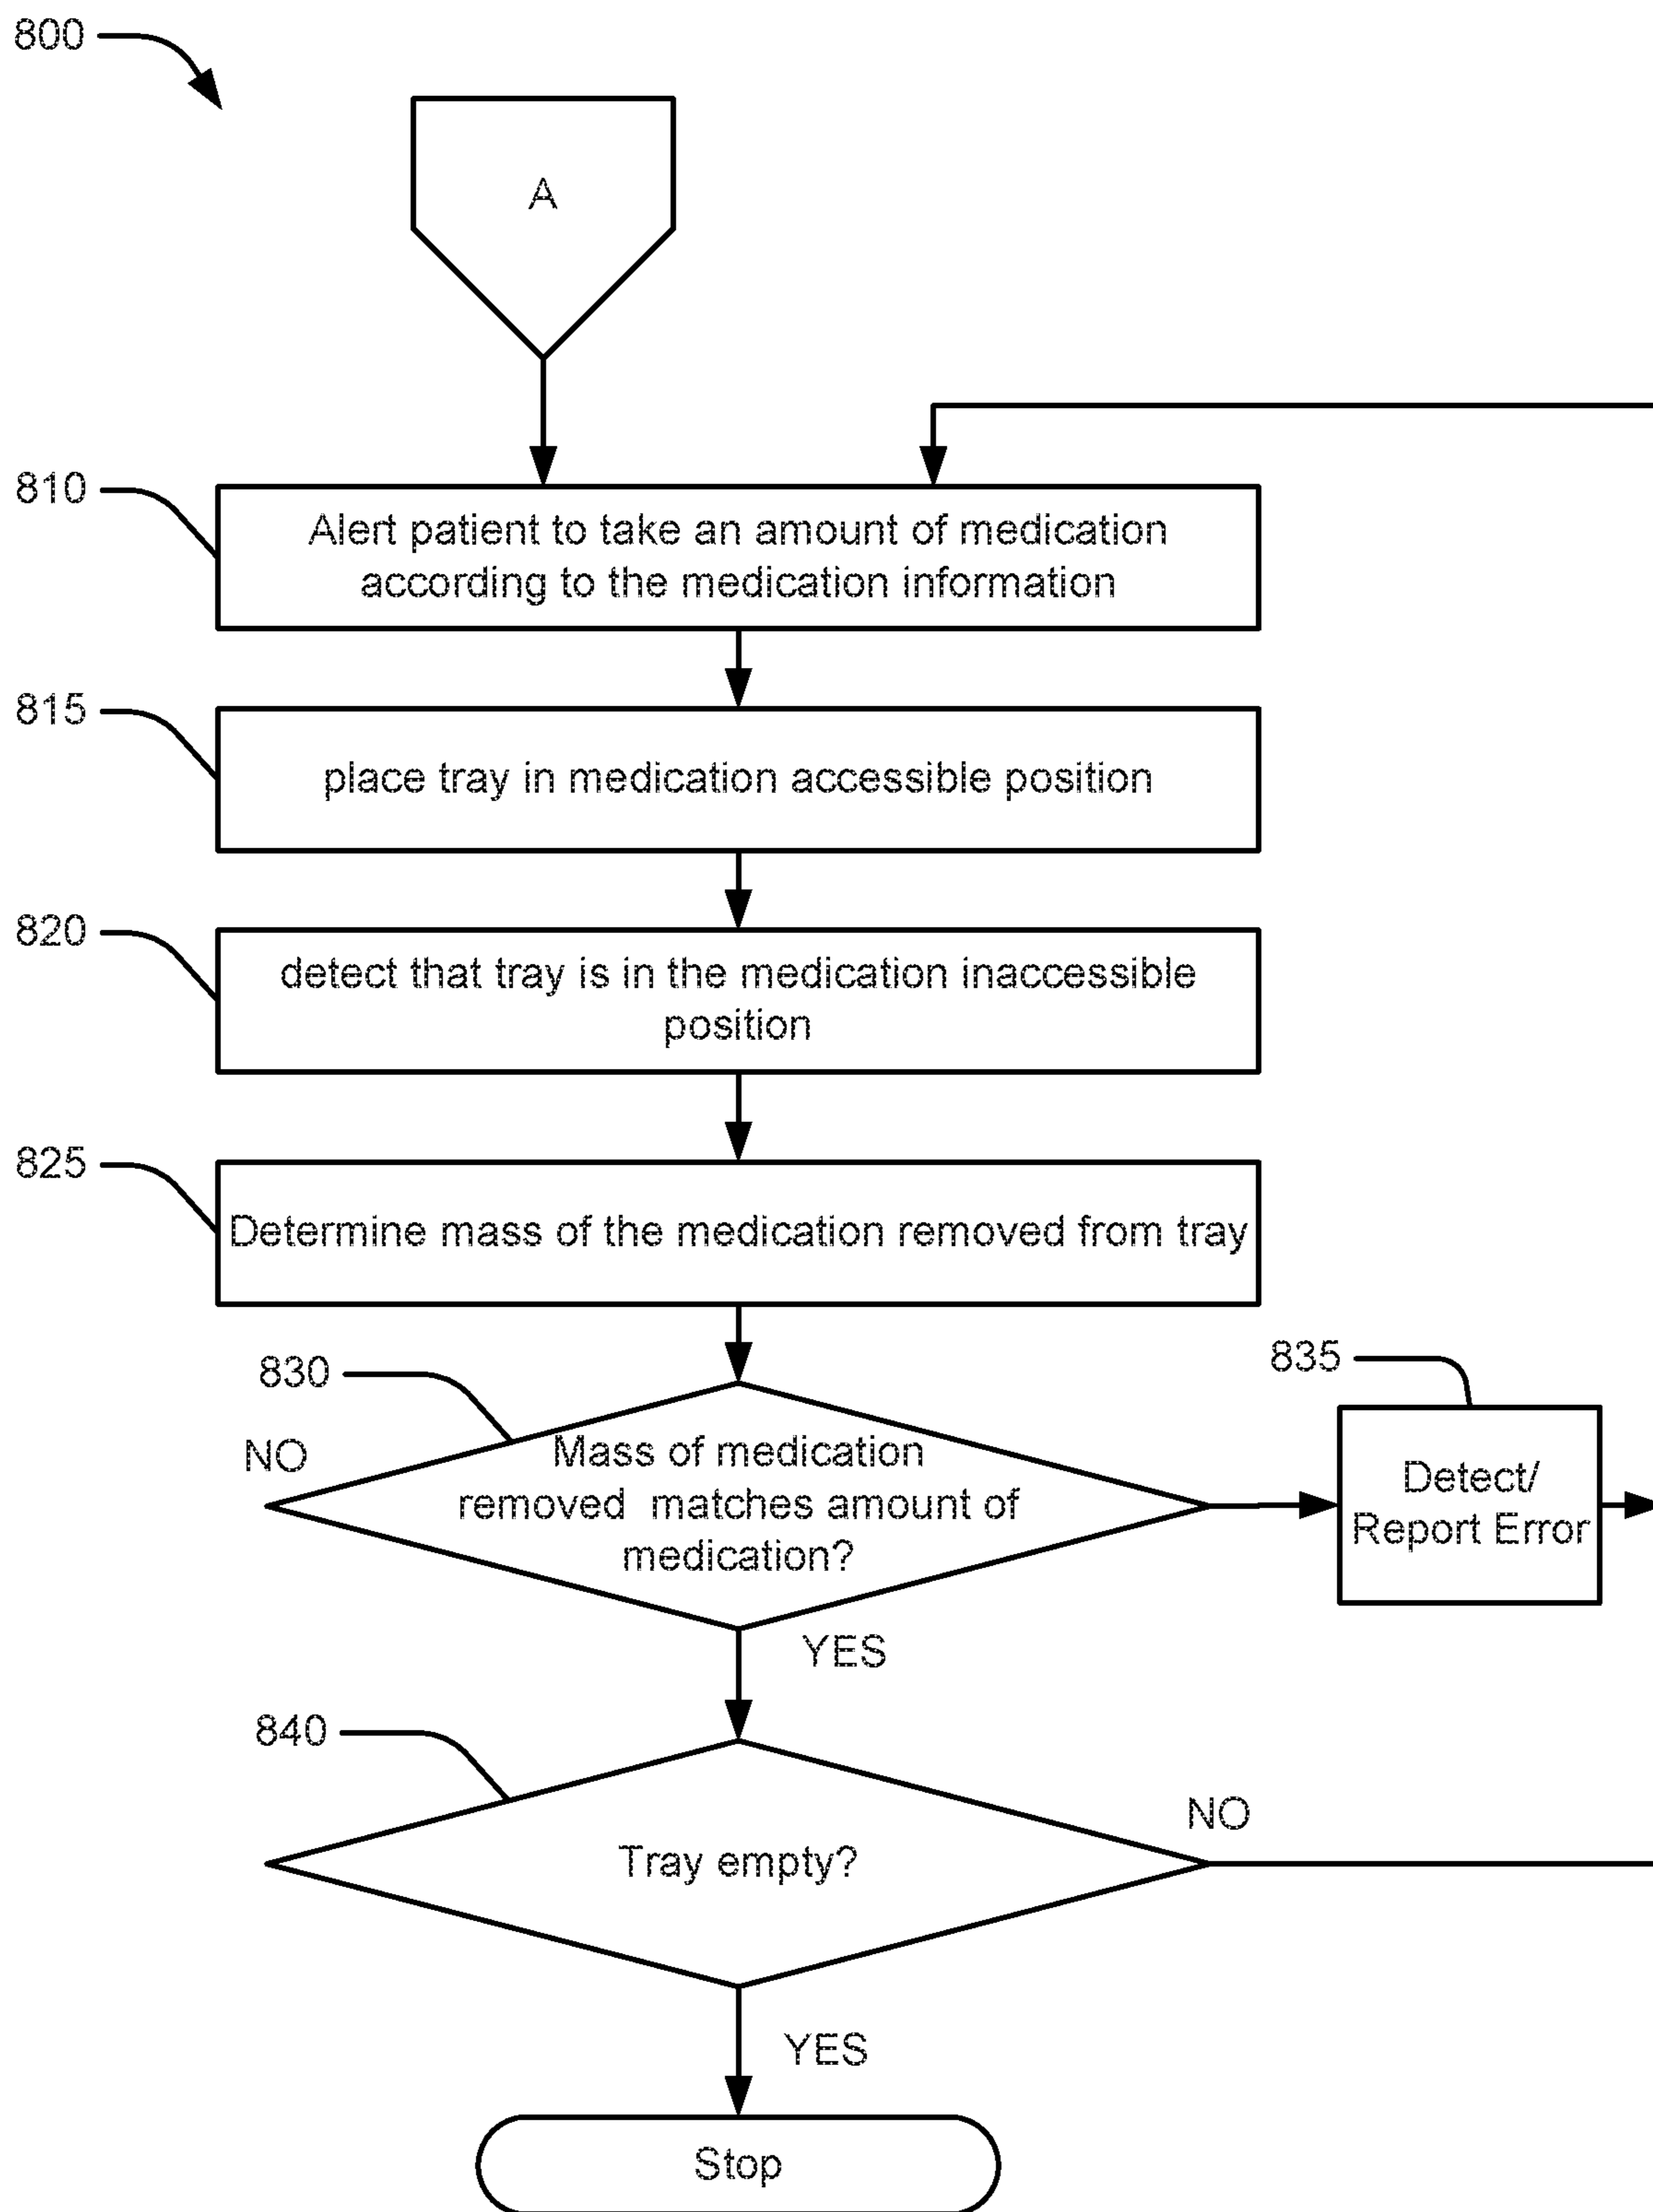 800
A
810
Alert patient to take an amount of medication
according to the medication information
815
place tray in medication accessible position
820
detect that tray is in the medication inaccessible
position
825
Determine mass of the medication removed from tray
830
835
NO
Mass of medication
removed matches amount of
medication?
Detect/
Report Error
YES
840
NO
Tray empty?
YES
Stop